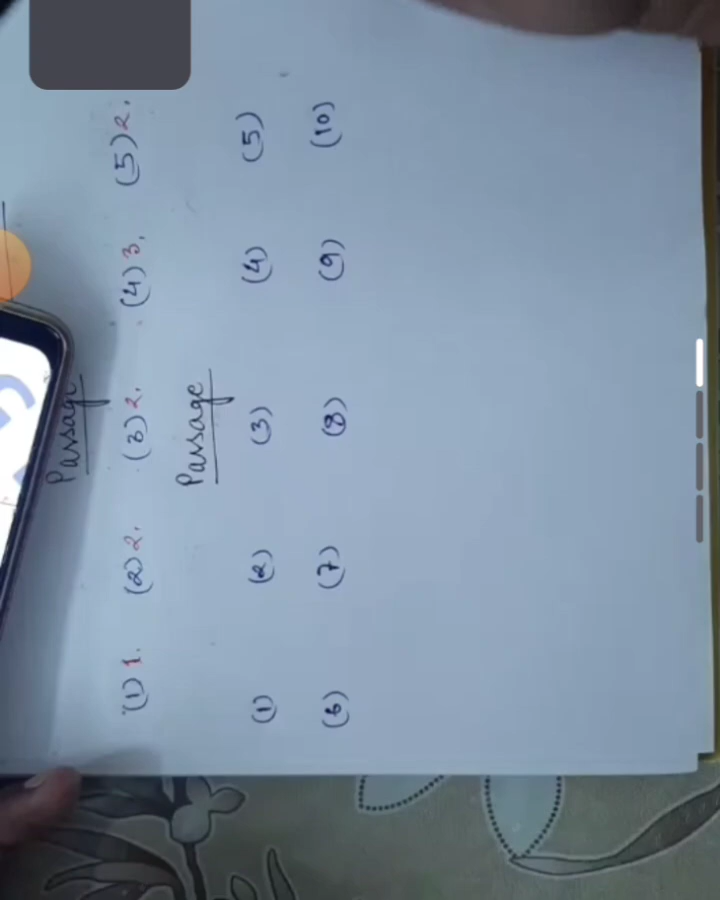 Passage
(1) 1. (2) 2. (3) 2. (4) 3. (5) 2.
Passage
(1) (2) (3) (4) (5)
(6) (7) (8) (9) (10)